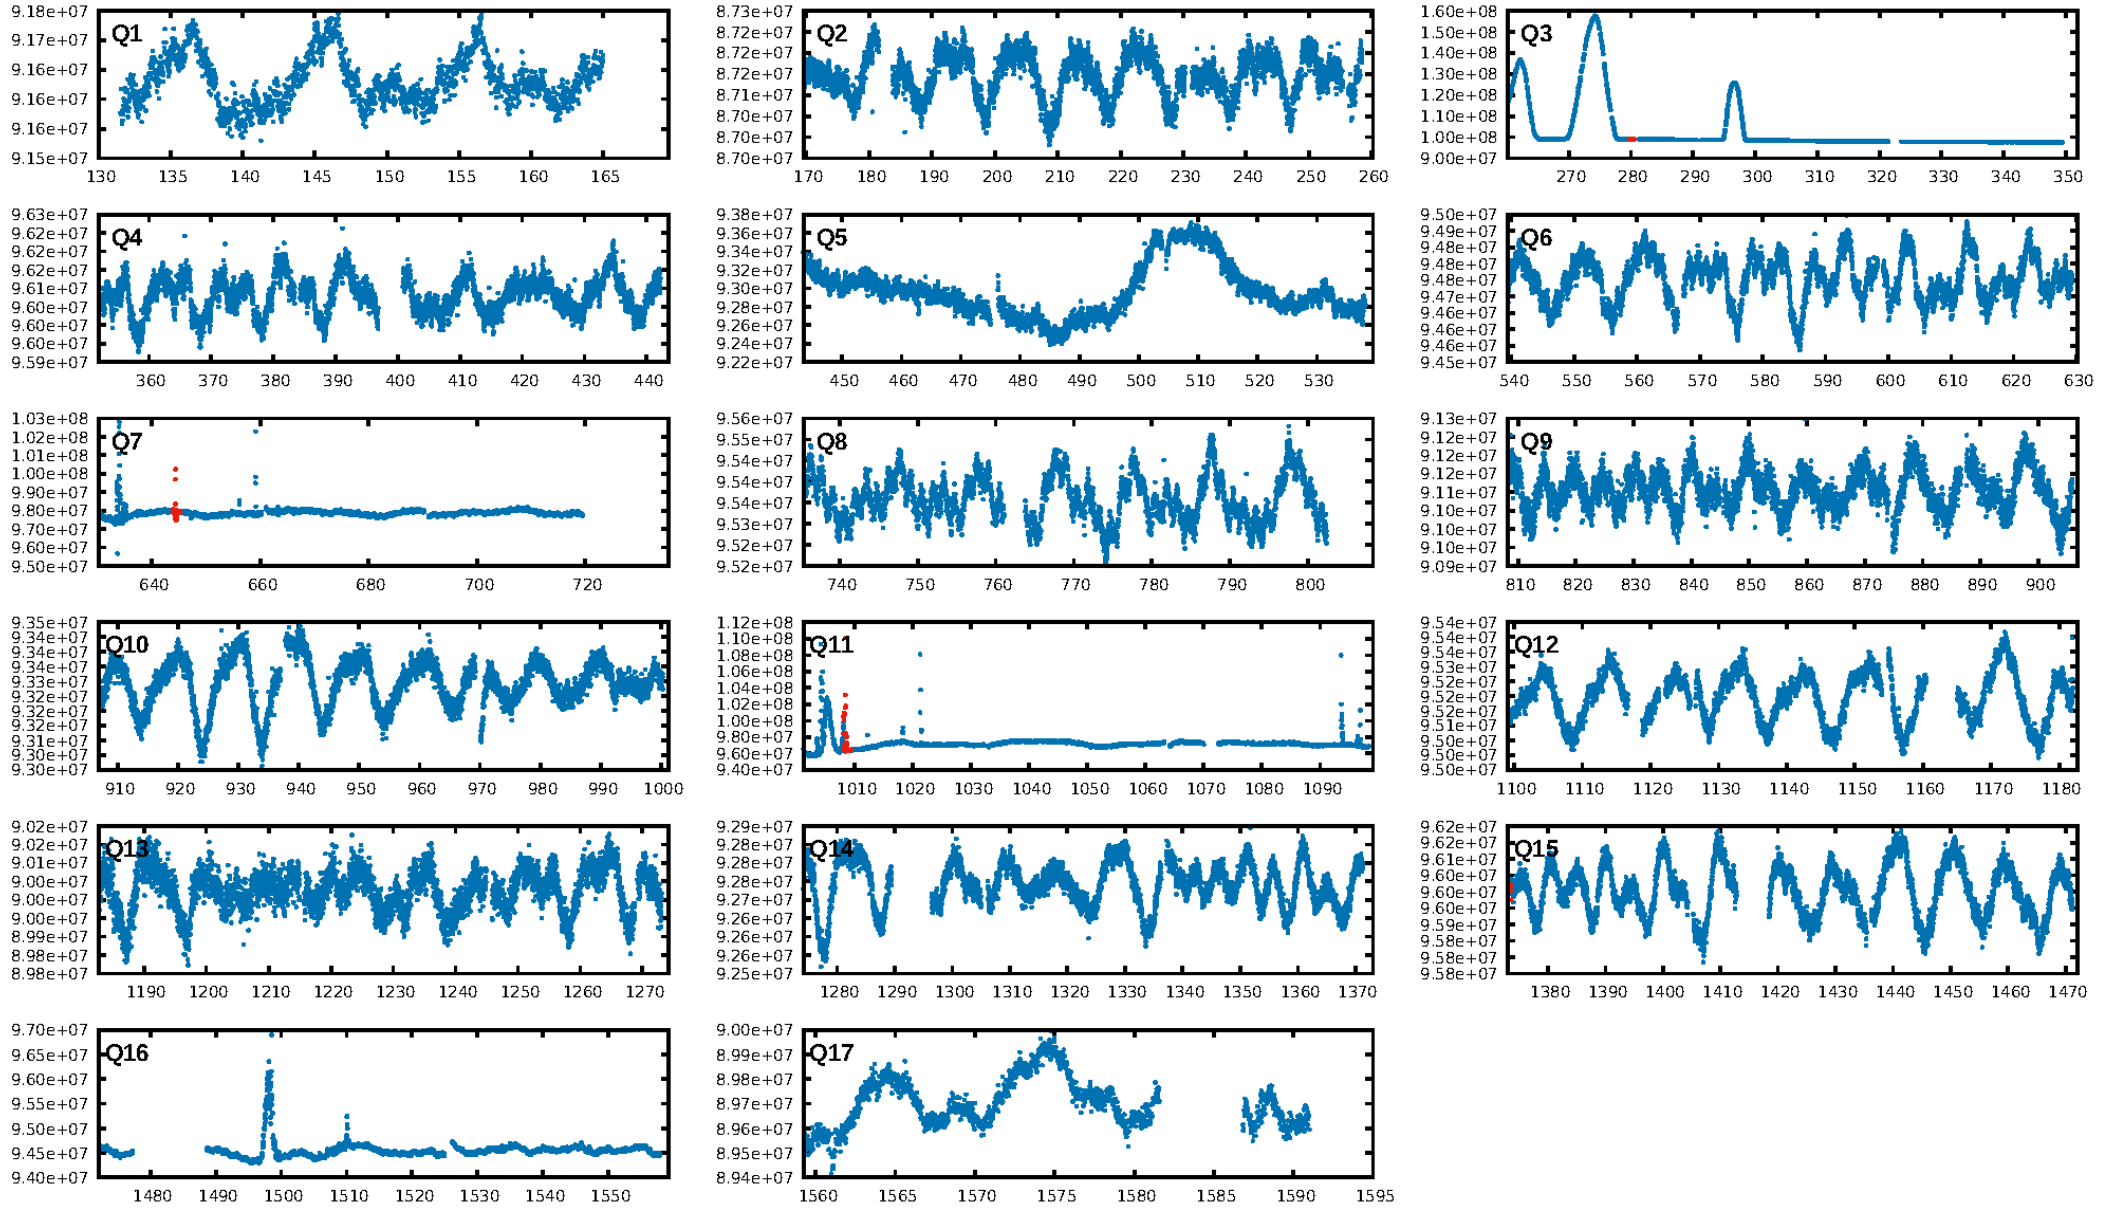 Q1
9.18e+07
9.17e+07
9.16e+07
9.16e+07
9.16e+07
9.15e+07
130 135 140 145 150 155 160 165
Q2
8.73e+07
8.72e+07
8.72e+07
8.71e+07
8.70e+07
8.70e+07
170 180 190 200 210 220 230 240 250 260
Q3
1.60e+08
1.50e+08
1.40e+08
1.30e+08
1.20e+08
1.10e+08
1.00e+08
9.00e+07
270 280 290 300 310 320 330 340 350
Q4
9.63e+07
9.62e+07
9.62e+07
9.62e+07
9.61e+07
9.60e+07
9.60e+07
9.60e+07
9.59e+07
360 370 380 390 400 410 420 430 440
Q5
9.38e+07
9.36e+07
9.34e+07
9.32e+07
9.30e+07
9.28e+07
9.26e+07
9.24e+07
9.22e+07
450 460 470 480 490 500 510 520 530
Q6
9.50e+07
9.49e+07
9.48e+07
9.48e+07
9.48e+07
9.47e+07
9.46e+07
9.46e+07
9.46e+07
9.45e+07
540 550 560 570 580 590 600 610 620 630
Q7
1.03e+08
1.02e+08
1.01e+08
1.00e+08
9.90e+07
9.80e+07
9.70e+07
9.60e+07
9.50e+07
640 660 680 700 720
Q8
9.56e+07
9.55e+07
9.54e+07
9.54e+07
9.54e+07
9.53e+07
9.52e+07
9.52e+07
740 750 760 770 780 790 800
Q9
9.13e+07
9.12e+07
9.12e+07
9.12e+07
9.11e+07
9.10e+07
9.10e+07
9.10e+07
9.09e+07
810 820 830 840 850 860 870 880 890 900
Q10
9.35e+07
9.34e+07
9.34e+07
9.34e+07
9.33e+07
9.32e+07
9.32e+07
9.32e+07
9.31e+07
9.30e+07
9.30e+07
910 920 930 940 950 960 970 980 990 1000
Q11
1.12e+08
1.10e+08
1.08e+08
1.06e+08
1.04e+08
1.02e+08
1.00e+08
9.80e+07
9.60e+07
9.40e+07
1010 1020 1030 1040 1050 1060 1070 1080 1090
Q12
9.54e+07
9.54e+07
9.53e+07
9.52e+07
9.52e+07
9.52e+07
9.51e+07
9.50e+07
9.50e+07
9.50e+07
1100 1110 1120 1130 1140 1150 1160 1170 1180
Q13
9.02e+07
9.02e+07
9.01e+07
9.00e+07
9.00e+07
9.00e+07
8.99e+07
8.98e+07
8.98e+07
1190 1200 1210 1220 1230 1240 1250 1260 1270
Q14
9.29e+07
9.28e+07
9.28e+07
9.28e+07
9.27e+07
9.26e+07
9.26e+07
9.26e+07
9.25e+07
1280 1290 1300 1310 1320 1330 1340 1350 1360 1370
Q15
9.62e+07
9.62e+07
9.61e+07
9.60e+07
9.60e+07
9.60e+07
9.59e+07
9.58e+07
9.58e+07
9.58e+07
1380 1390 1400 1410 1420 1430 1440 1450 1460 1470
Q16
9.70e+07
9.65e+07
9.60e+07
9.55e+07
9.50e+07
9.45e+07
9.40e+07
1480 1490 1500 1510 1520 1530 1540 1550
Q17
9.00e+07
8.99e+07
8.98e+07
8.97e+07
8.96e+07
8.95e+07
8.94e+07
1560 1565 1570 1575 1580 1585 1590 1595